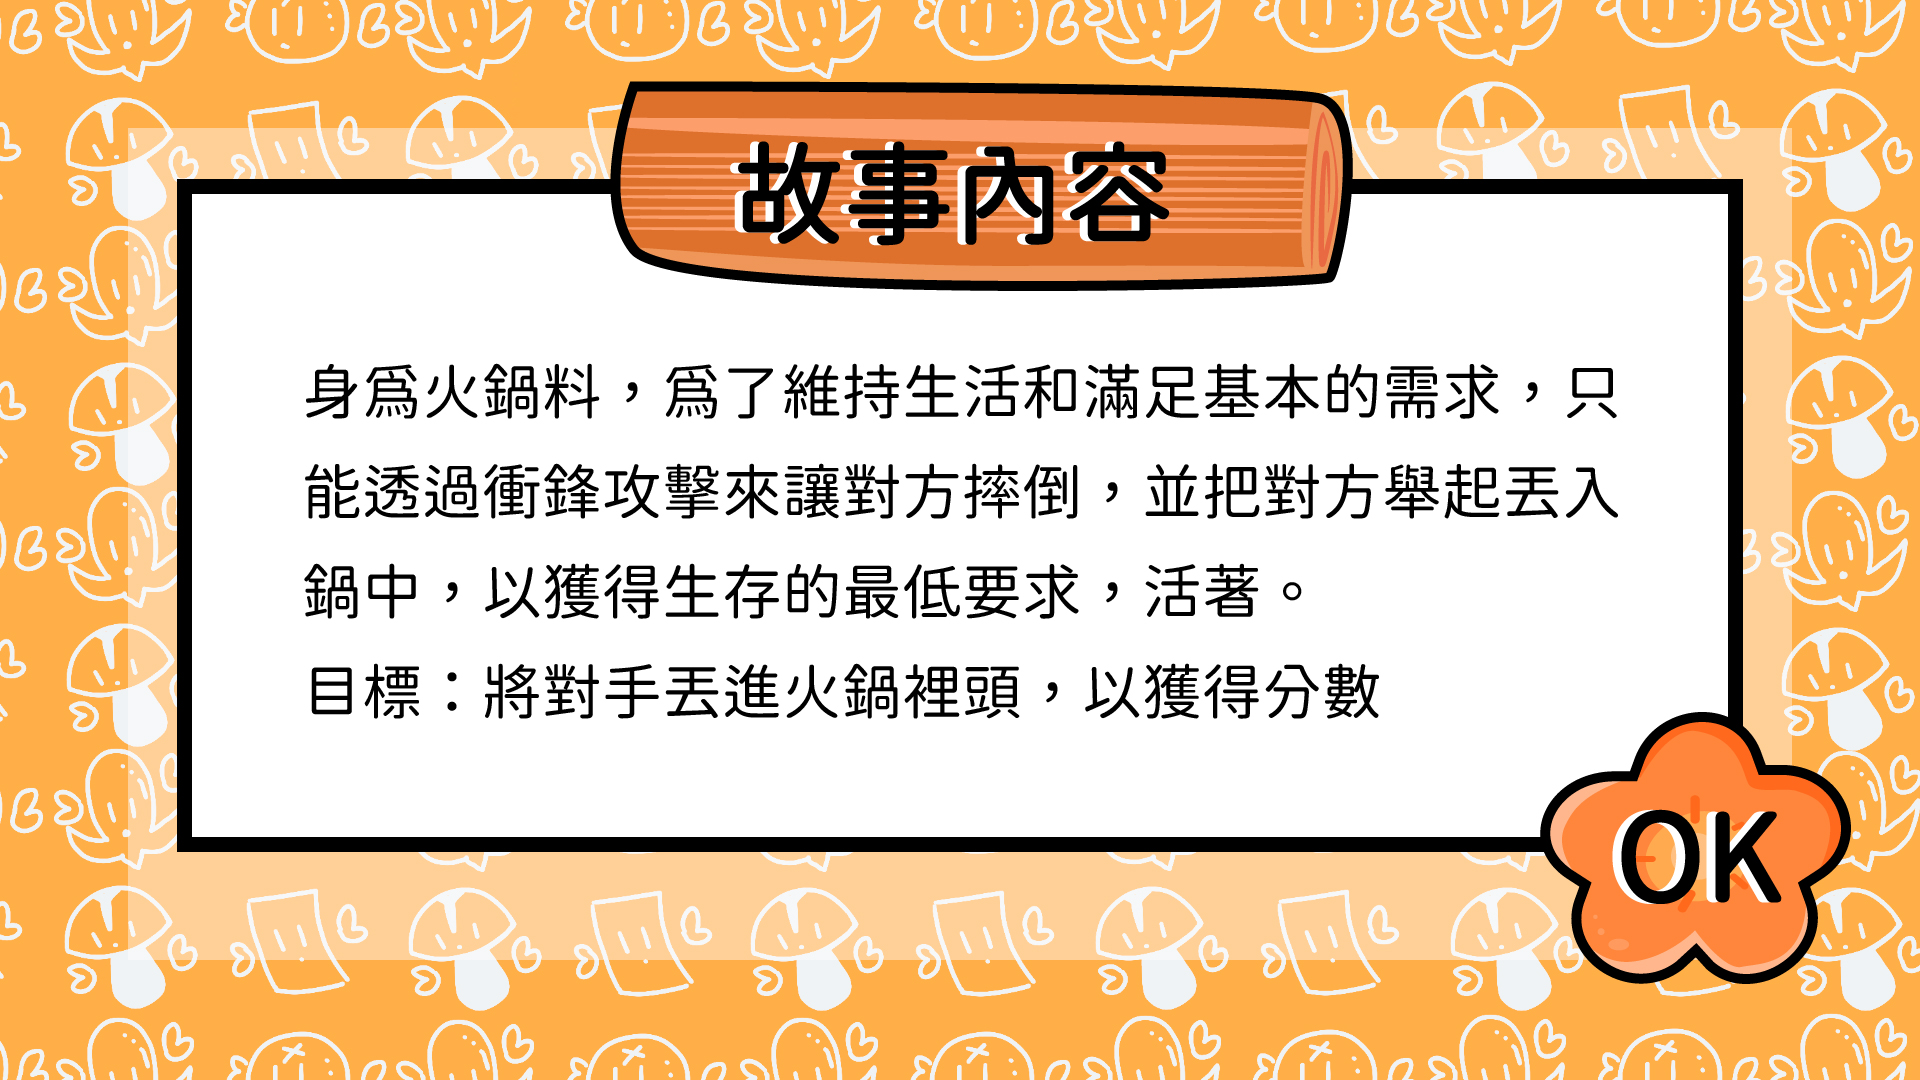 故事內容
身為火鍋料，為了維持生活和滿足基本的需求，只
能透過衝鋒攻擊來讓對方摔倒，並把對方舉起丟入
鍋中，以獲得生存的最低要求，活著。
目標：將對手丟進火鍋裡頭，以獲得分數
OK